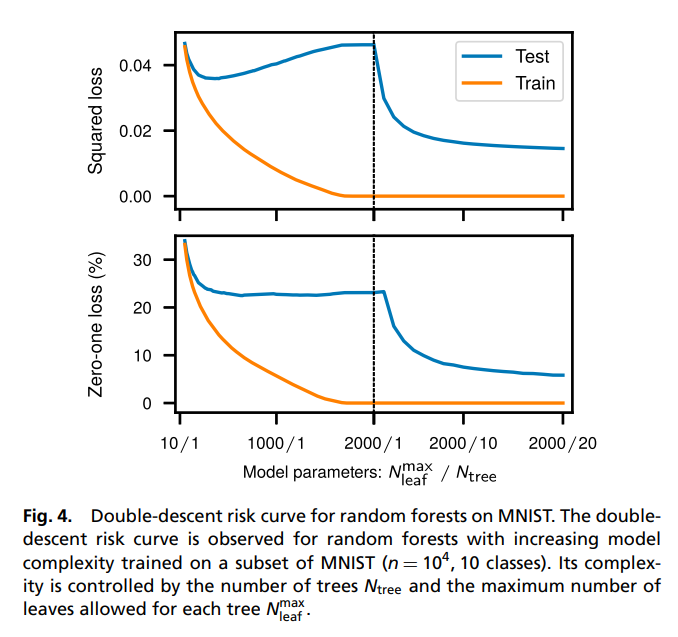 Squared loss
0.04
0.02
0.00
Test
Train
Zero-one loss (%)
30
20
10
0
10/1 1000/1 2000/1 2000/10 2000/20
Model parameters: N_leaf^max / N_tree
Fig. 4. Double-descent risk curve for random forests on MNIST. The double-
descent risk curve is observed for random forests with increasing model
complexity trained on a subset of MNIST (n = 10⁴, 10 classes). Its complex-
ity is controlled by the number of trees N_tree and the maximum number of
leaves allowed for each tree N_leaf^max.